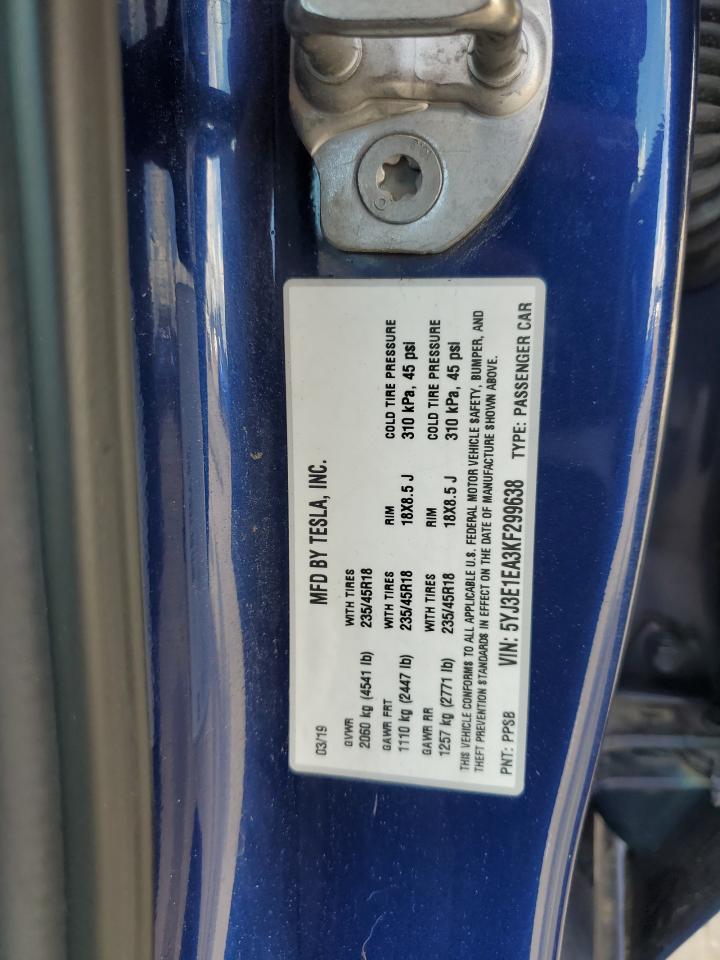 MFD BY TESLA, INC.
03/19
GVWR WITH TIRES
2060 kg (4541 lb) 235/45R18
GAWR FRT WITH TIRES RIM COLD TIRE PRESSURE
1110 kg (2447 lb) 235/45R18 18X8.5 J 310 kPa, 45 psi
GAWR RR WITH TIRES RIM COLD TIRE PRESSURE
1257 kg (2771 lb) 235/45R18 18X8.5 J 310 kPa, 45 psi
THIS VEHICLE CONFORMS TO ALL APPLICABLE U.S. FEDERAL MOTOR VEHICLE SAFETY, BUMPER, AND
THEFT PREVENTION STANDARDS IN EFFECT ON THE DATE OF MANUFACTURE SHOWN ABOVE.
PNT: PPSB VIN: 5YJ3E1EA3KF299638 TYPE: PASSENGER CAR